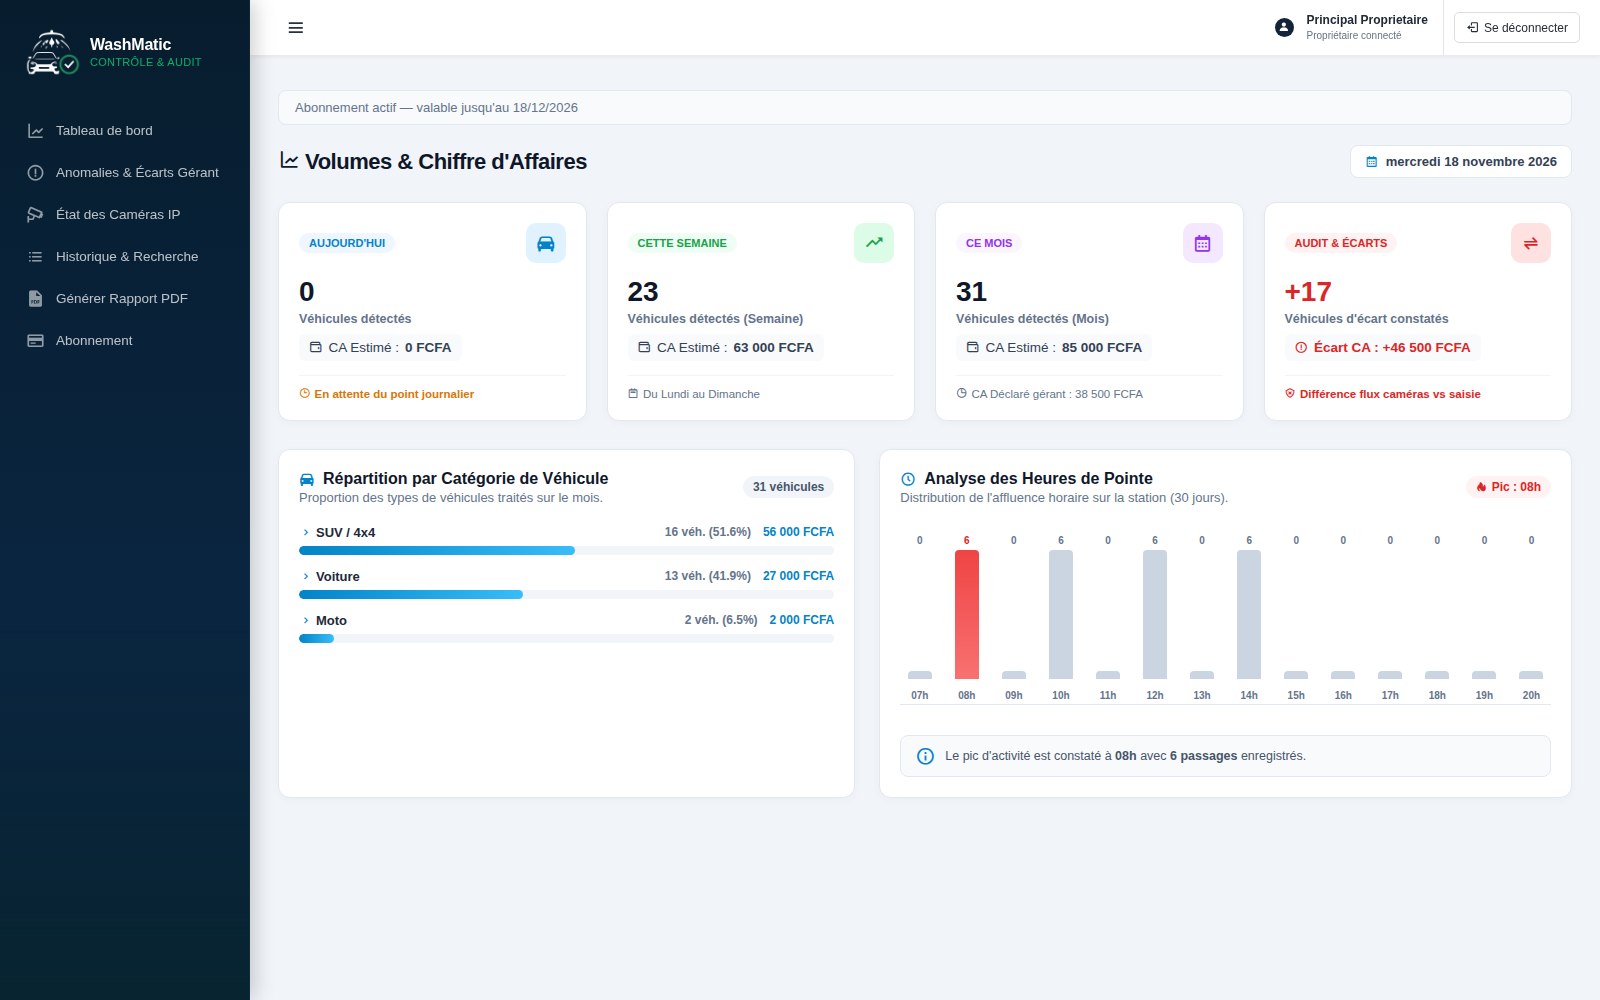 WashMatic
CONTRÔLE & AUDIT
Tableau de bord
Anomalies & Écarts Gérant
État des Caméras IP
Historique & Recherche
Générer Rapport PDF
Abonnement
Principal Proprietaire
Propriétaire connecté
Se déconnecter
Abonnement actif — valable jusqu'au 18/12/2026
Volumes & Chiffre d'Affaires
mercredi 18 novembre 2026
AUJOURD'HUI
0
Véhicules détectés
CA Estimé : 0 FCFA
En attente du point journalier
CETTE SEMAINE
23
Véhicules détectés (Semaine)
CA Estimé : 63 000 FCFA
Du Lundi au Dimanche
CE MOIS
31
Véhicules détectés (Mois)
CA Estimé : 85 000 FCFA
CA Déclaré gérant : 38 500 FCFA
AUDIT & ÉCARTS
+17
Véhicules d'écart constatés
Écart CA : +46 500 FCFA
Différence flux caméras vs saisie
Répartition par Catégorie de Véhicule
Proportion des types de véhicules traités sur le mois.
31 véhicules
SUV / 4x4 16 véh. (51.6%) 56 000 FCFA
Voiture 13 véh. (41.9%) 27 000 FCFA
Moto 2 véh. (6.5%) 2 000 FCFA
Analyse des Heures de Pointe
Distribution de l'affluence horaire sur la station (30 jours).
Pic : 08h
0 6 0 6 0 6 0 6 0 0 0 0 0 0
07h 08h 09h 10h 11h 12h 13h 14h 15h 16h 17h 18h 19h 20h
Le pic d'activité est constaté à 08h avec 6 passages enregistrés.